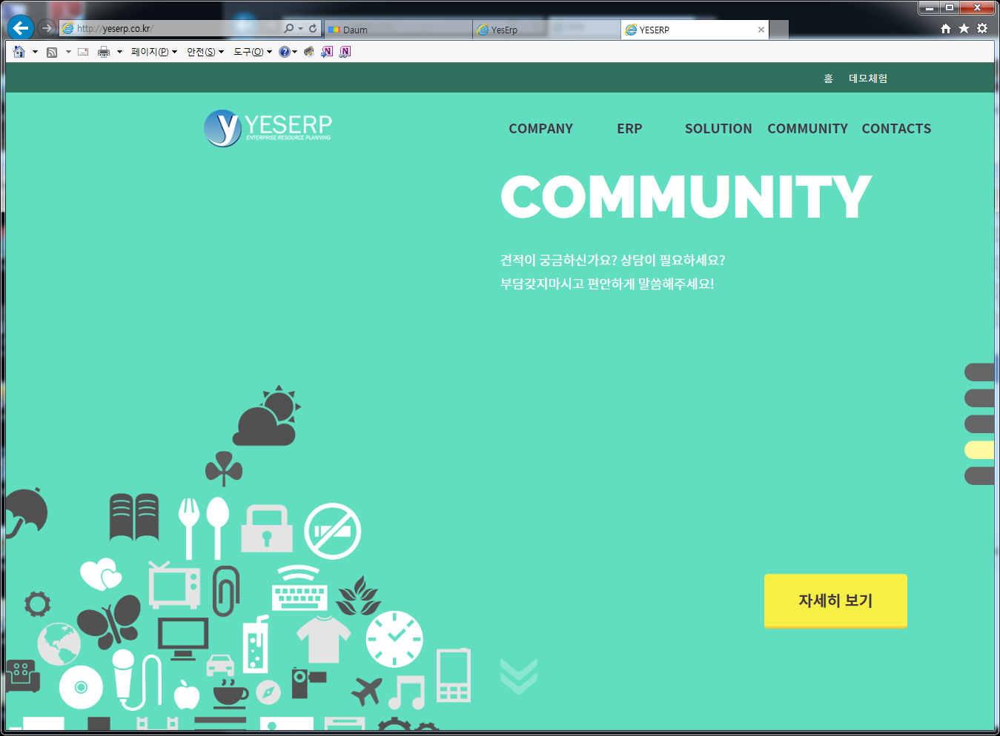 http://yeserp.co.kr/
Daum
YesErp
YESERP
페이지(P)
안전(S)
도구(O)
홈 데모체험
y YESERP
ENTERPRISE RESOURCE PLANNING
COMPANY ERP SOLUTION COMMUNITY CONTACTS
COMMUNITY
견적이 궁금하신가요? 상담이 필요하세요?
부담갖지마시고 편안하게 말씀해주세요!
자세히 보기